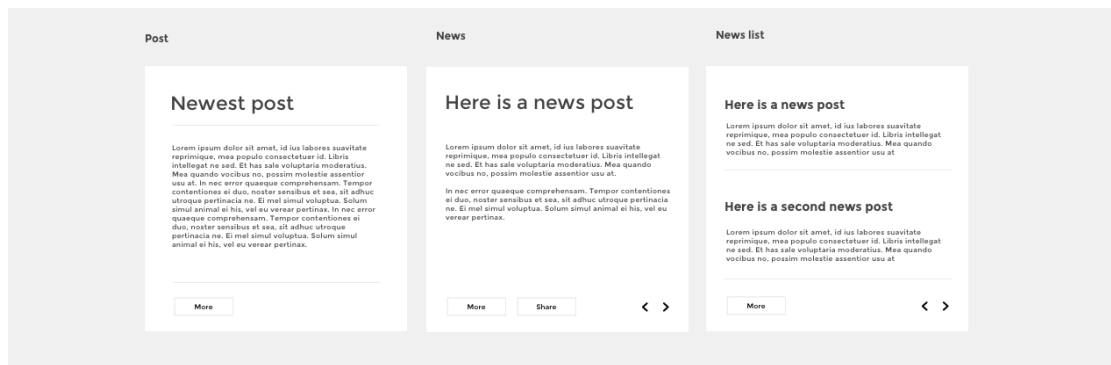 Post
Newest post
Lorem ipsum dolor sit amet, id ius labores suavitate
reprimique, mea populo consectetuer id. Libris
intellegat ne sed. Et has sale voluptaria moderatius.
Mea quando vocibus no, possim molestie assentior
usu at. In nec error quaeque comprehensam. Tempor
contentiones ei duo, noster sensibus et sea, sit adhuc
utroque pertinacia ne. Ei mel simul voluptua. Solum
simul animal ei his, vel eu verear pertinax. In nec error
quaeque comprehensam. Tempor contentiones ei
duo, noster sensibus et sea, sit adhuc utroque
pertinacia ne. Ei mel simul voluptua. Solum simul
animal ei his, vel eu verear pertinax.
More
News
Here is a news post
Lorem ipsum dolor sit amet, id ius labores suavitate
reprimique, mea populo consectetuer id. Libris intellegat
ne sed. Et has sale voluptaria moderatius. Mea quando
vocibus no, possim molestie assentior usu at.
In nec error quaeque comprehensam. Tempor contentiones
ei duo, noster sensibus et sea, sit adhuc utroque pertinacia
ne. Ei mel simul voluptua. Solum simul animal ei his, vel eu
verear pertinax.
More
Share
News list
Here is a news post
Lorem ipsum dolor sit amet, id ius labores suavitate
reprimique, mea populo consectetuer id. Libris intellegat
ne sed. Et has sale voluptaria moderatius. Mea quando
vocibus no, possim molestie assentior usu at
Here is a second news post
Lorem ipsum dolor sit amet, id ius labores suavitate
reprimique, mea populo consectetuer id. Libris intellegat
ne sed. Et has sale voluptaria moderatius. Mea quando
vocibus no, possim molestie assentior usu at
More